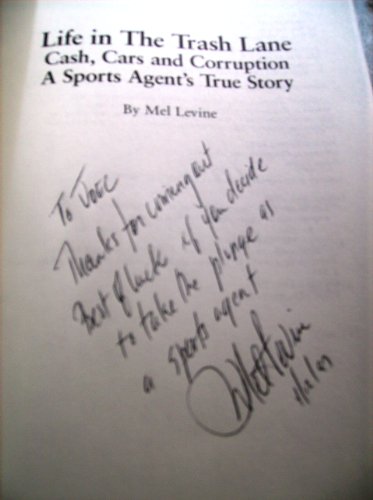 Life in The Trash Lane
Cash, Cars and Corruption
A Sports Agent's True Story
By Mel Levine
To
Thanks for coming out
Best of luck if you decide
to take the plunge as
a sports agent
Mel Levine